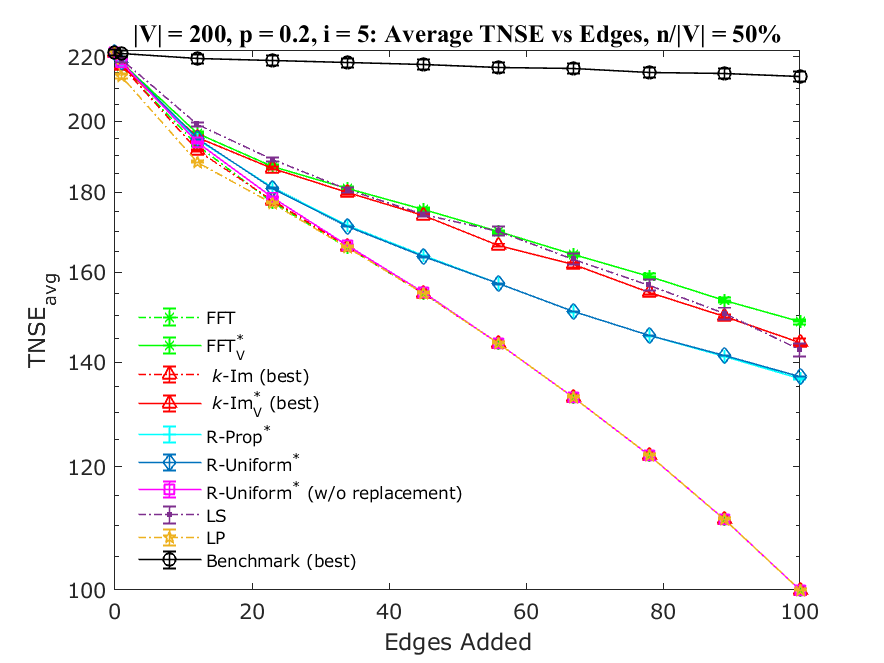 |V| = 200, p = 0.2, i = 5: Average TNSE vs Edges, n/|V| = 50%
220
200
180
160
140
120
100
TNSE_avg
FFT
FFT*_V
k-Im (best)
k-Im*_V (best)
R-Prop*
R-Uniform*
R-Uniform* (w/o replacement)
LS
LP
Benchmark (best)
0 20 40 60 80 100
Edges Added